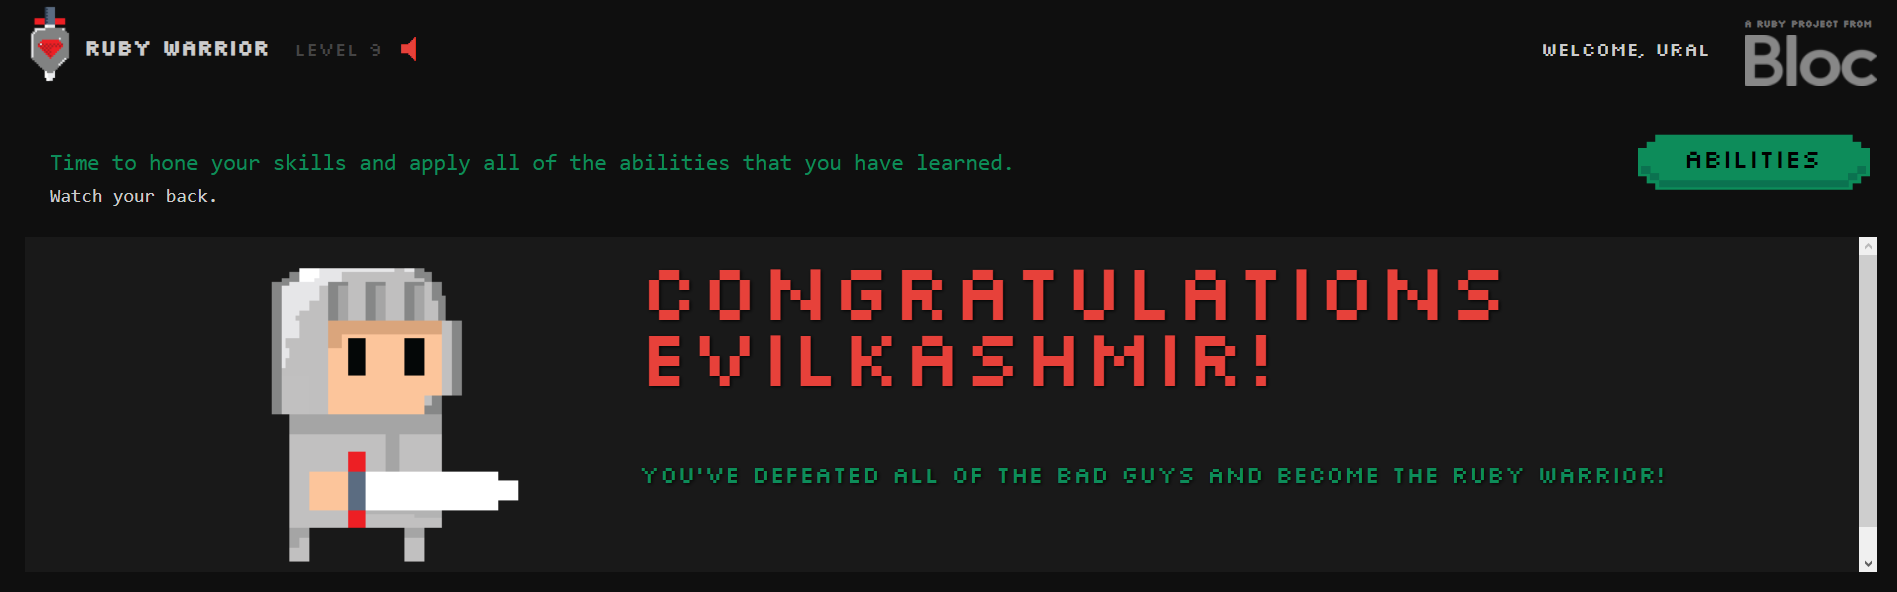 RUBY WARRIOR
LEVEL 9
WELCOME, URAL
A RUBY PROJECT FROM
Bloc
Time to hone your skills and apply all of the abilities that you have learned.
Watch your back.
ABILITIES
CONGRATULATIONS
EVILKASHMIR!
YOU'VE DEFEATED ALL OF THE BAD GUYS AND BECOME THE RUBY WARRIOR!